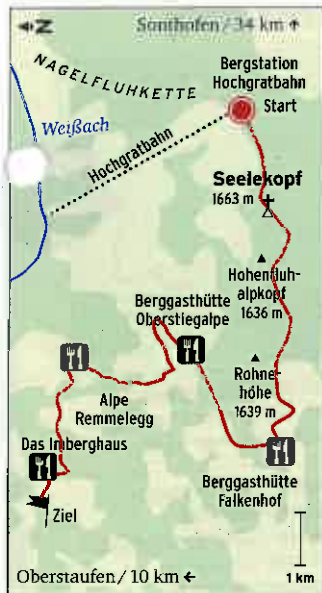 N
Sonthofen / 34 km ↑
NAGELFLUHKETTE
Bergstation
Hochgratbahn
Start
Weißach
Hochgratbahn
Seelekopf
1663 m
Hohenfluh-
alpkopf
1636 m
Berggasthütte
Oberstiegalpe
Rohne-
höhe
1639 m
Alpe
Remmelegg
Das Imberghaus
Berggasthütte
Falkenhof
Ziel
Oberstaufen / 10 km ←
1 km